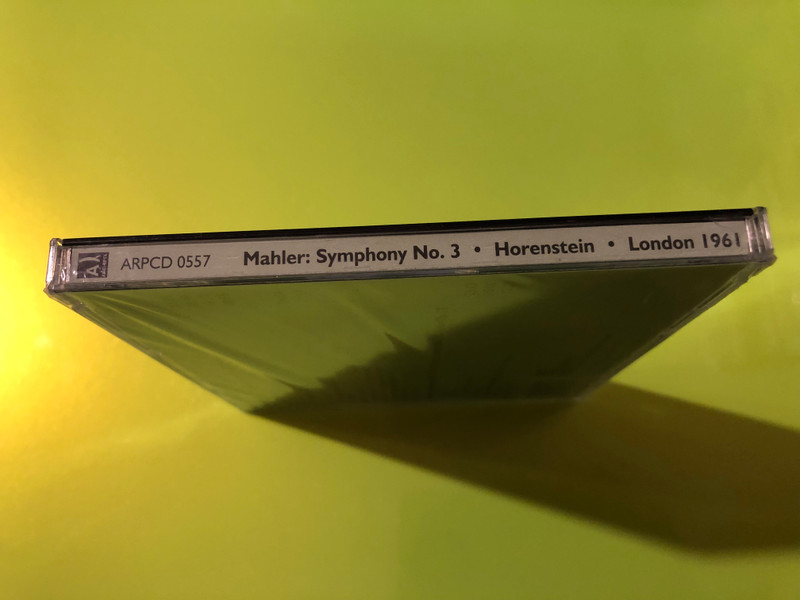 ARPCD 0557 Mahler: Symphony No. 3 • Horenstein • London 1961